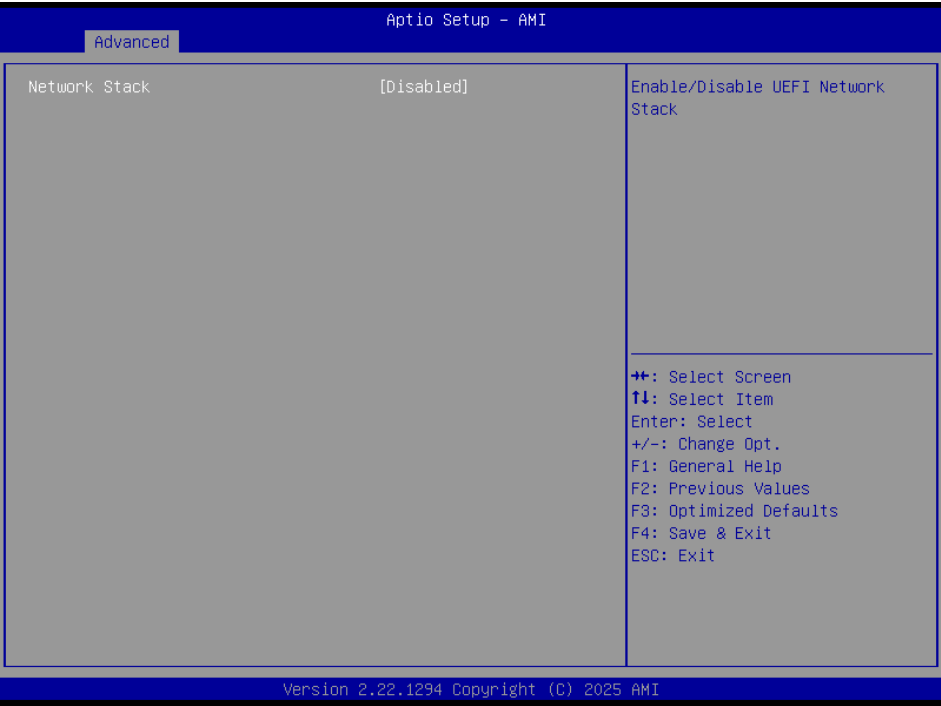 Aptio Setup – AMI
Advanced
Network Stack [Disabled]
Enable/Disable UEFI Network
Stack
→←: Select Screen
↑↓: Select Item
Enter: Select
+/-: Change Opt.
F1: General Help
F2: Previous Values
F3: Optimized Defaults
F4: Save & Exit
ESC: Exit
Version 2.22.1294 Copyright (C) 2025 AMI